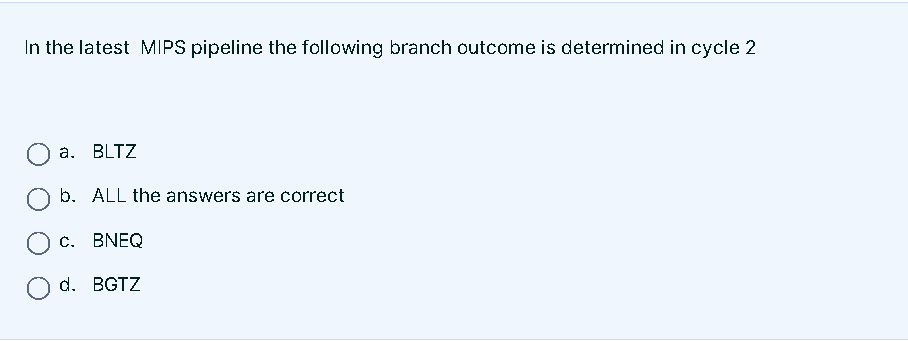 In the latest MIPS pipeline the following branch outcome is determined in cycle 2
a. BLTZ
b. ALL the answers are correct
c. BNEQ
d. BGTZ